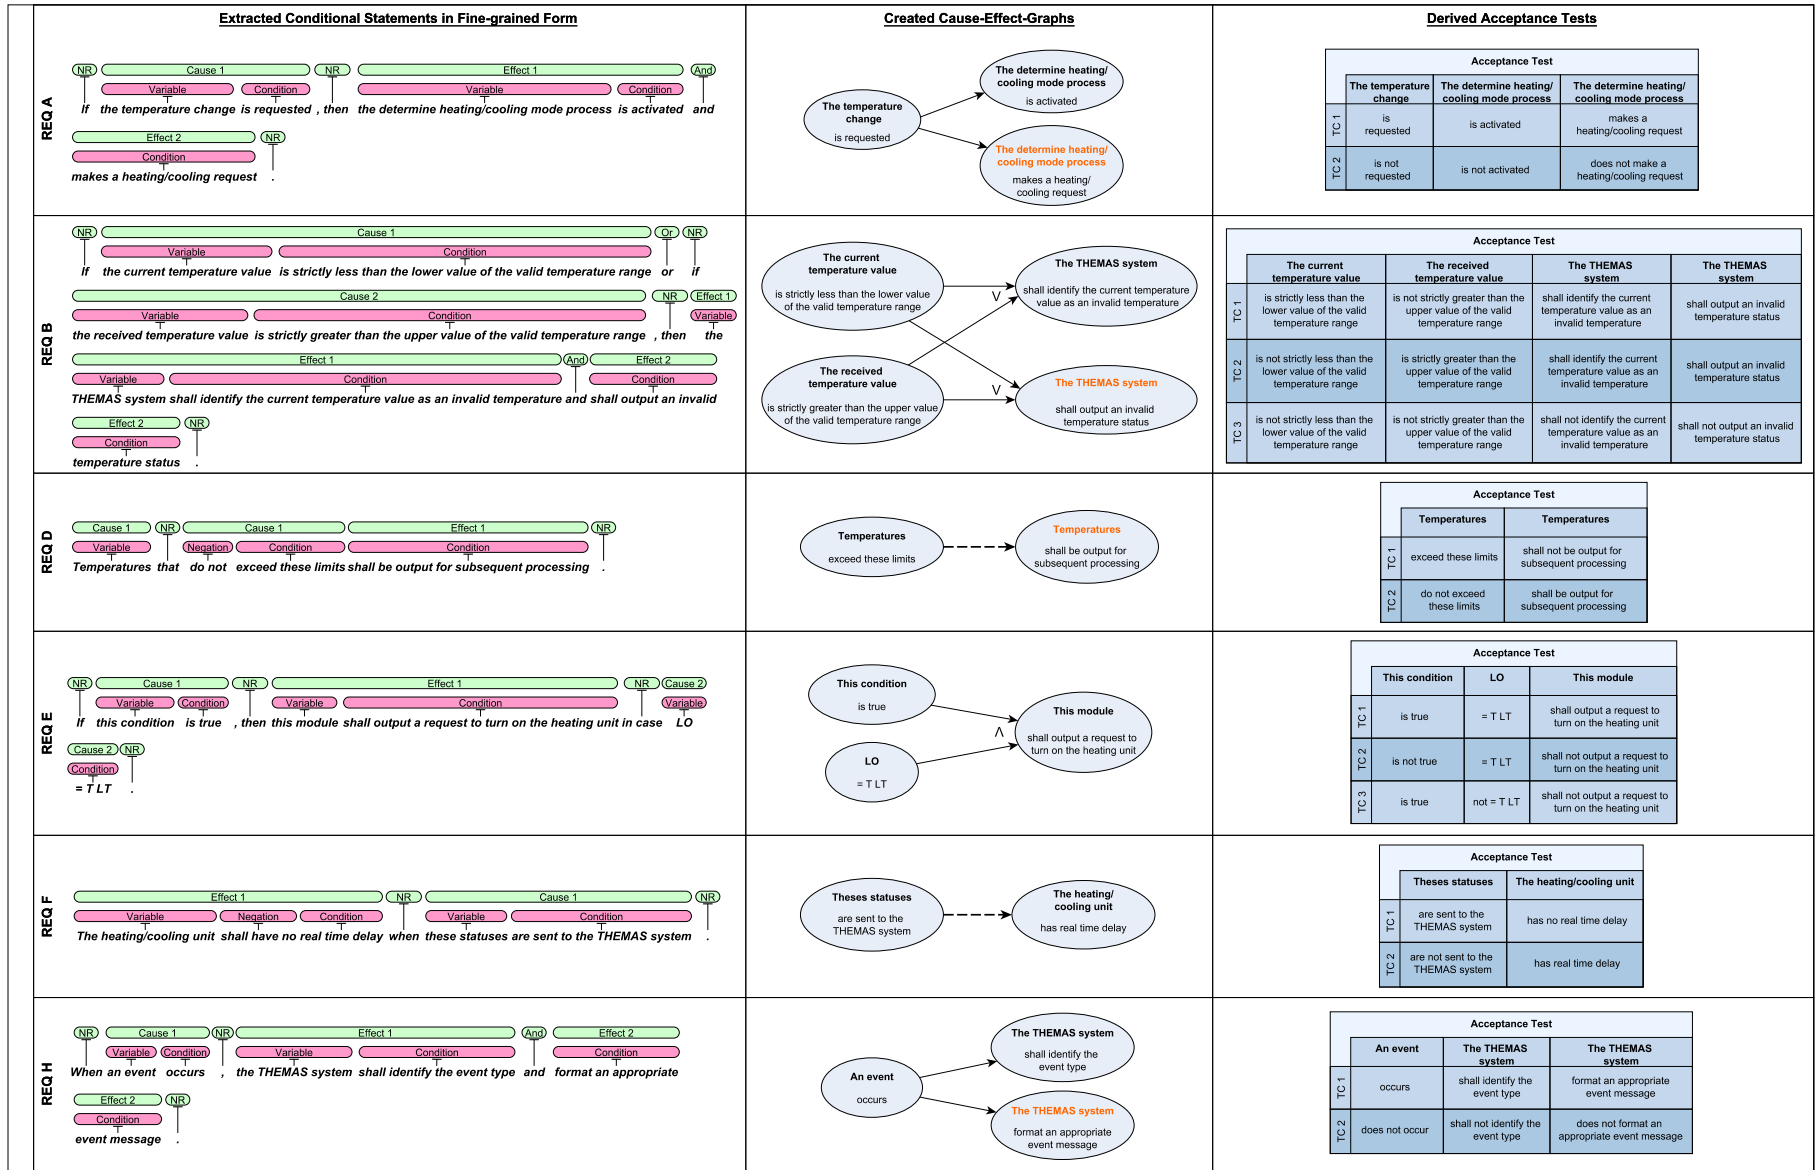 Extracted Conditional Statements in Fine-grained Form
Created Cause-Effect-Graphs
Derived Acceptance Tests
REQ A
NR
Cause 1
NR
Effect 1
And
Variable
Condition
Variable
Condition
If the temperature change is requested , then the determine heating/cooling mode process is activated and
Effect 2
NR
Condition
makes a heating/cooling request .
The temperature
change
is requested
The determine heating/
cooling mode process
is activated
The determine heating/
cooling mode process
makes a heating/
cooling request
Acceptance Test
The temperature
change
The determine heating/
cooling mode process
The determine heating/
cooling mode process
TC 1
is
requested
is activated
makes a
heating/cooling request
TC 2
is not
requested
is not activated
does not make a
heating/cooling request
REQ B
NR
Cause 1
Or
NR
Variable
Condition
If the current temperature value is strictly less than the lower value of the valid temperature range or if
Cause 2
NR
Effect 1
Variable
Condition
Variable
the received temperature value is strictly greater than the upper value of the valid temperature range , then the
Effect 1
And
Effect 2
Variable
Condition
Condition
THEMAS system shall identify the current temperature value as an invalid temperature and shall output an invalid
Effect 2
NR
Condition
temperature status .
The current
temperature value
is strictly less than the lower value
of the valid temperature range
The received
temperature value
is strictly greater than the upper value
of the valid temperature range
V
V
The THEMAS system
shall identify the current temperature
value as an invalid temperature
The THEMAS system
shall output an invalid
temperature status
Acceptance Test
The current
temperature value
The received
temperature value
The THEMAS
system
The THEMAS
system
TC 1
is strictly less than the
lower value of the valid
temperature range
is not strictly greater than the
upper value of the valid
temperature range
shall identify the current
temperature value as an
invalid temperature
shall output an invalid
temperature status
TC 2
is not strictly less than the
lower value of the valid
temperature range
is strictly greater than the
upper value of the valid
temperature range
shall identify the current
temperature value as an
invalid temperature
shall output an invalid
temperature status
TC 3
is not strictly less than the
lower value of the valid
temperature range
is not strictly greater than the
upper value of the valid
temperature range
shall not identify the current
temperature value as an
invalid temperature
shall not output an invalid
temperature status
REQ D
Cause 1
NR
Cause 1
Effect 1
NR
Variable
Negation
Condition
Condition
Temperatures that do not exceed these limits shall be output for subsequent processing .
Temperatures
exceed these limits
Temperatures
shall be output for
subsequent processing
Acceptance Test
Temperatures
Temperatures
TC 1
exceed these limits
shall not be output for
subsequent processing
TC 2
do not exceed
these limits
shall be output for
subsequent processing
REQ E
NR
Cause 1
NR
Effect 1
NR
Cause 2
Variable
Condition
Variable
Condition
Variable
If this condition is true , then this module shall output a request to turn on the heating unit in case LO
Cause 2
NR
Condition
= T LT .
This condition
is true
LO
= T LT
Λ
This module
shall output a request to
turn on the heating unit
Acceptance Test
This condition
LO
This module
TC 1
is true
= T LT
shall output a request to
turn on the heating unit
TC 2
is not true
= T LT
shall not output a request to
turn on the heating unit
TC 3
is true
not = T LT
shall not output a request to
turn on the heating unit
REQ F
Effect 1
NR
Cause 1
NR
Variable
Negation
Condition
Variable
Condition
The heating/cooling unit shall have no real time delay when these statuses are sent to the THEMAS system .
Theses statuses
are sent to the
THEMAS system
The heating/
cooling unit
has real time delay
Acceptance Test
Theses statuses
The heating/cooling unit
TC 1
are sent to the
THEMAS system
has no real time delay
TC 2
are not sent to the
THEMAS system
has real time delay
REQ H
NR
Cause 1
NR
Effect 1
And
Effect 2
Variable
Condition
Variable
Condition
Condition
When an event occurs , the THEMAS system shall identify the event type and format an appropriate
Effect 2
NR
Condition
event message .
An event
occurs
The THEMAS system
shall identify the
event type
The THEMAS system
format an appropriate
event message
Acceptance Test
An event
The THEMAS
system
The THEMAS
system
TC 1
occurs
shall identify the
event type
format an appropriate
event message
TC 2
does not occur
shall not identify the
event type
does not format an
appropriate event message